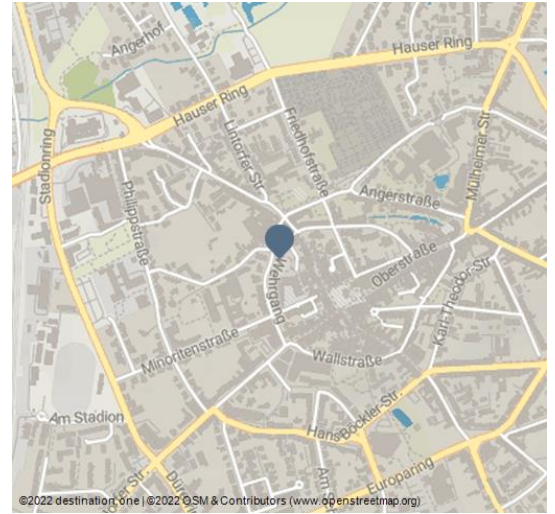 Angerhof
Hauser Ring
Hauser Ring
Stadionring
Lintorfer Str
Friedhofstraße
Mülheimer Str
Philippstraße
Angerstraße
Wehrgang
Oberstraße
Karl-Theodor-Str.
Minoritenstraße
Wallstraße
Am Stadion
Hans-Böckler-Str.
Europaring
©2022 destination.one | ©2022 OSM & Contributors (www.openstreetmap.org)